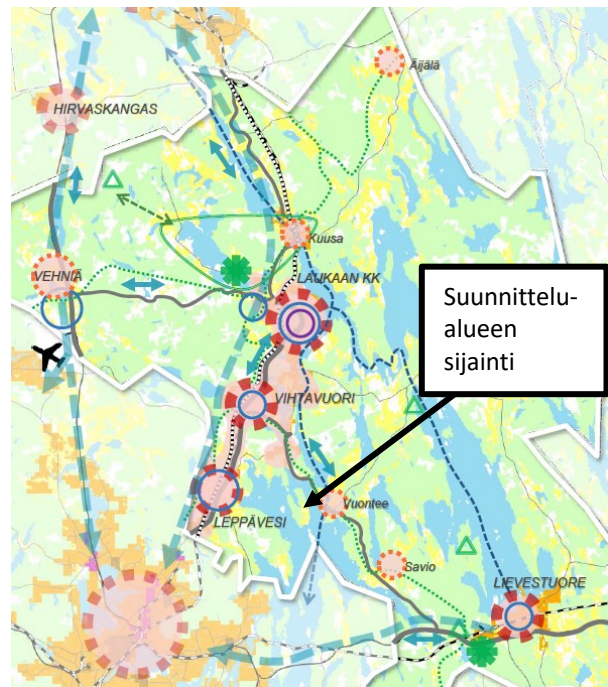 Äijälä
HIRVASKANGAS
Kuusa
VEHNIÄ
LAUKAAN KK
Suunnittelu-
alueen
sijainti
VIHTAVUORI
LEPPÄVESI
Vuontee
Savio
LIEVESTUORE